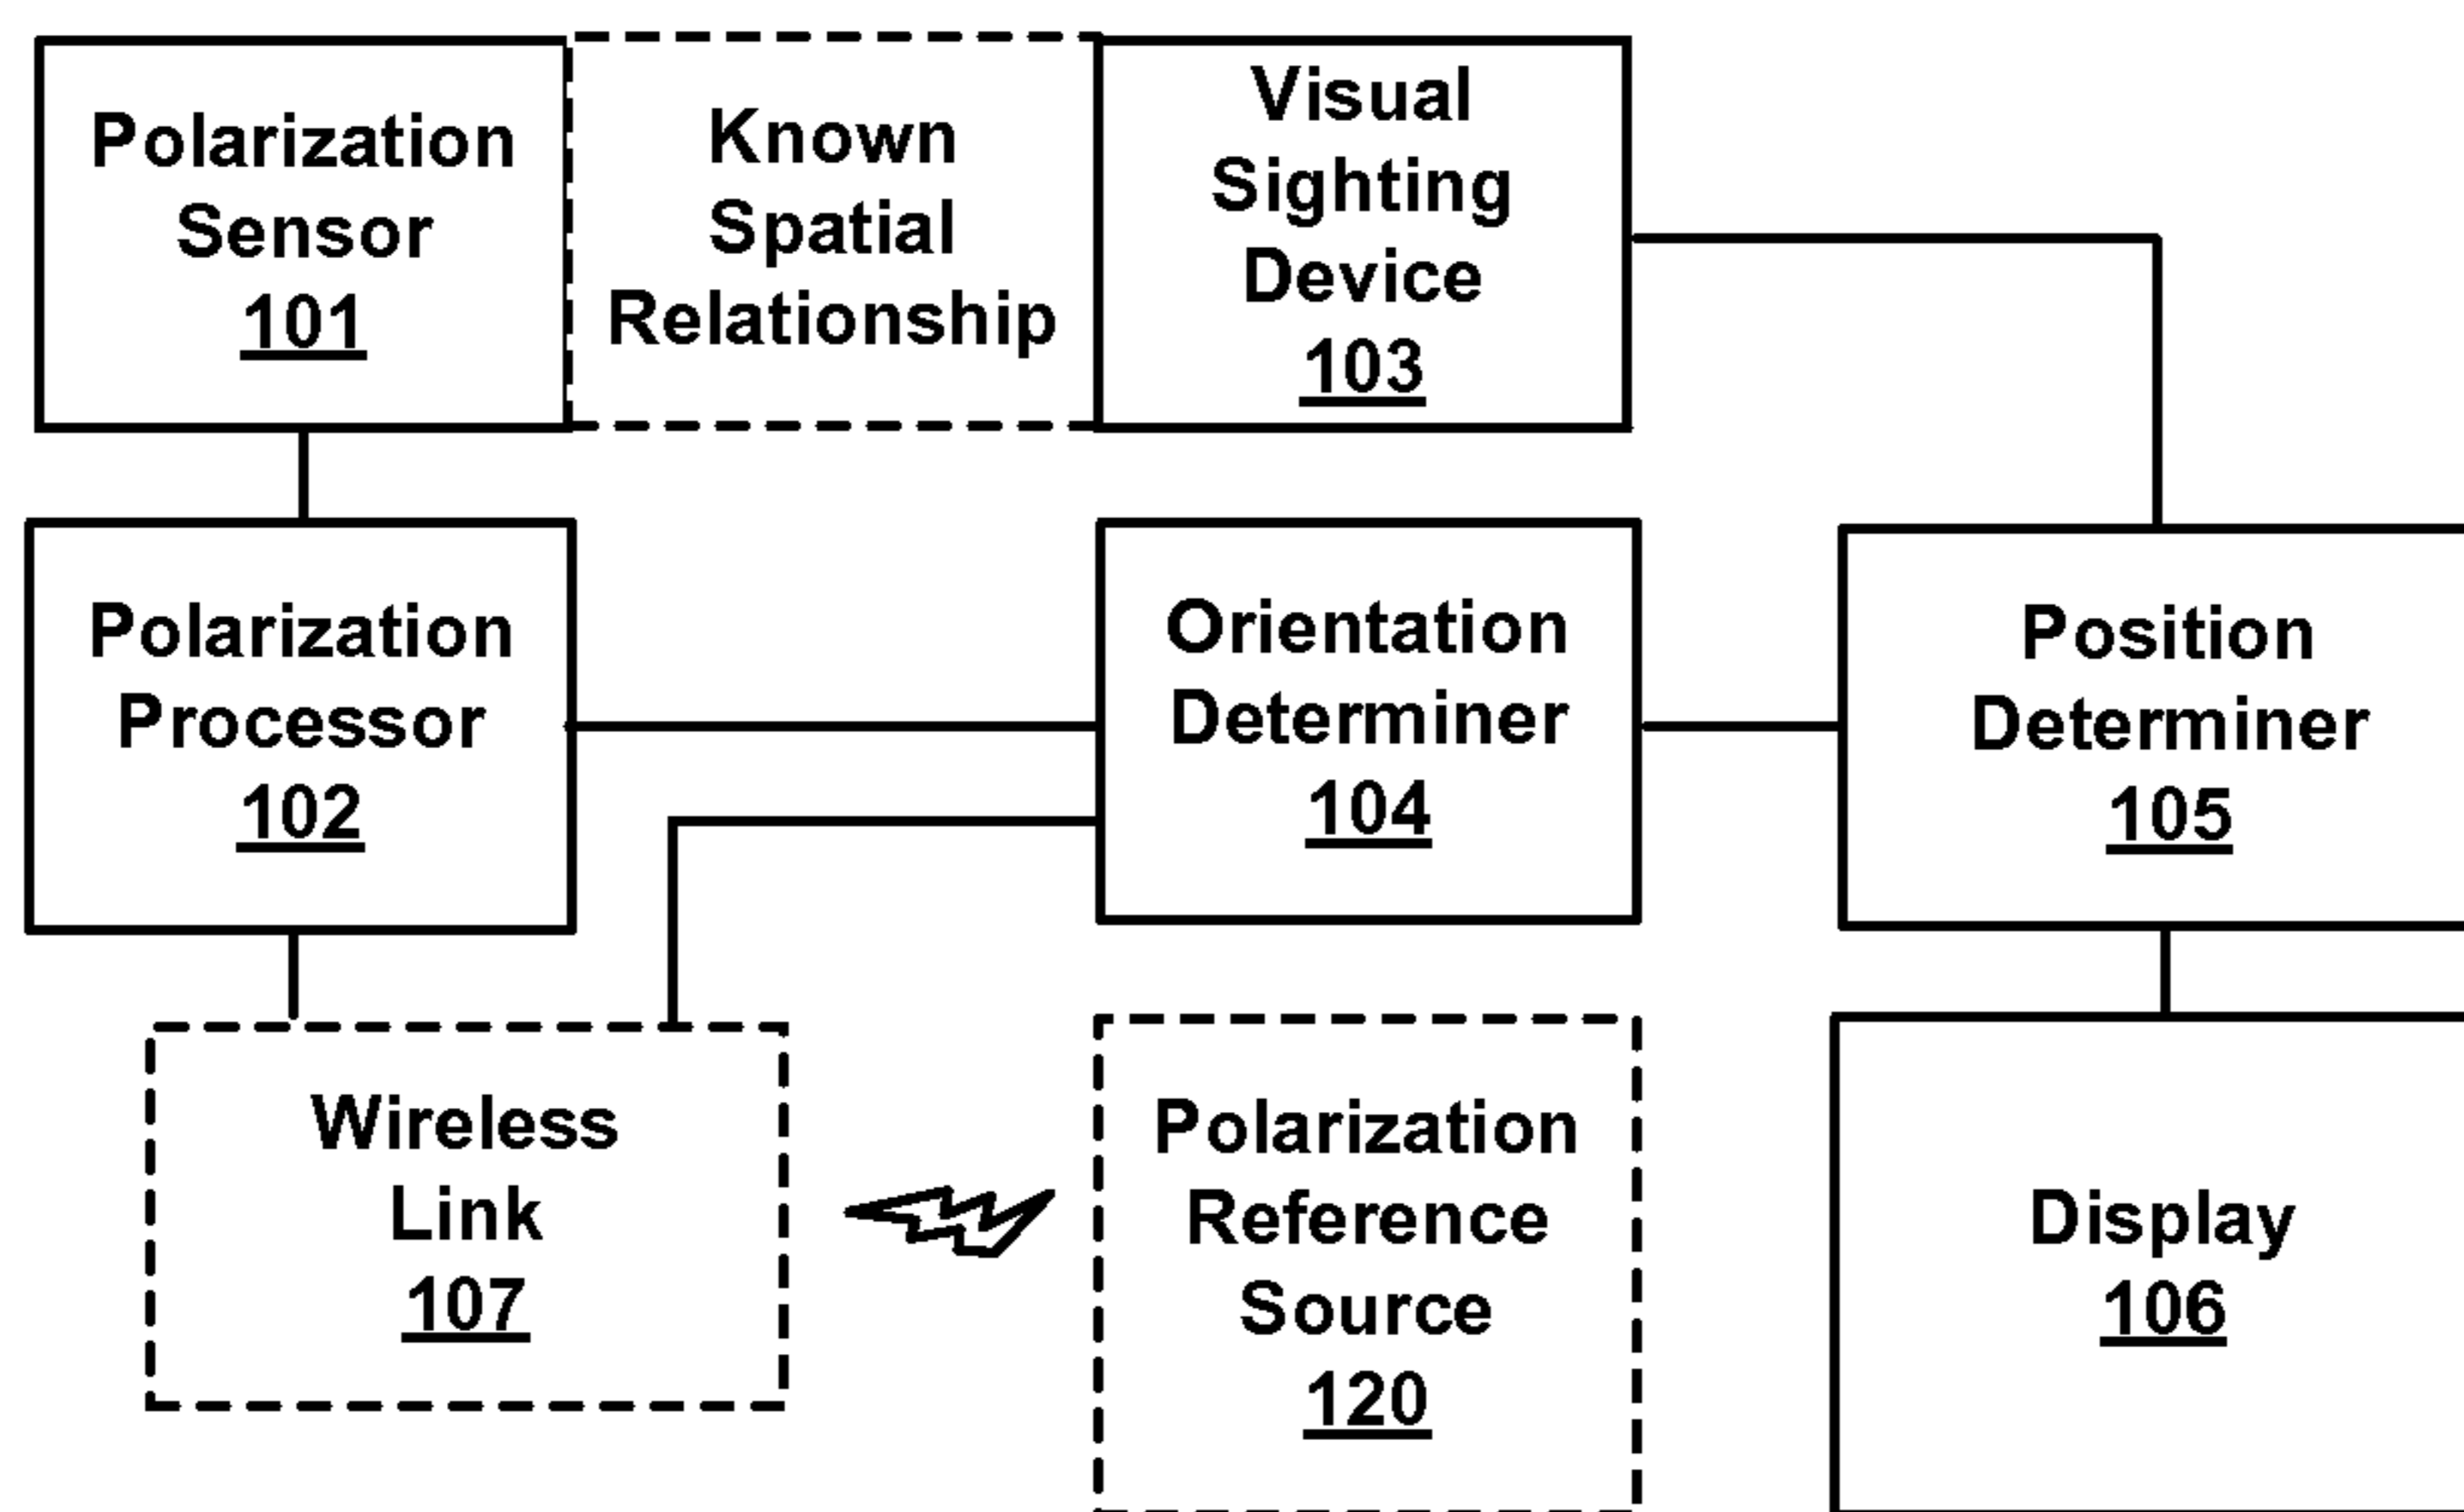 Polarization
Sensor
101
Known
Spatial
Relationship
Visual
Sighting
Device
103
Polarization
Processor
102
Orientation
Determiner
104
Position
Determiner
105
Wireless
Link
107
Polarization
Reference
Source
120
Display
106